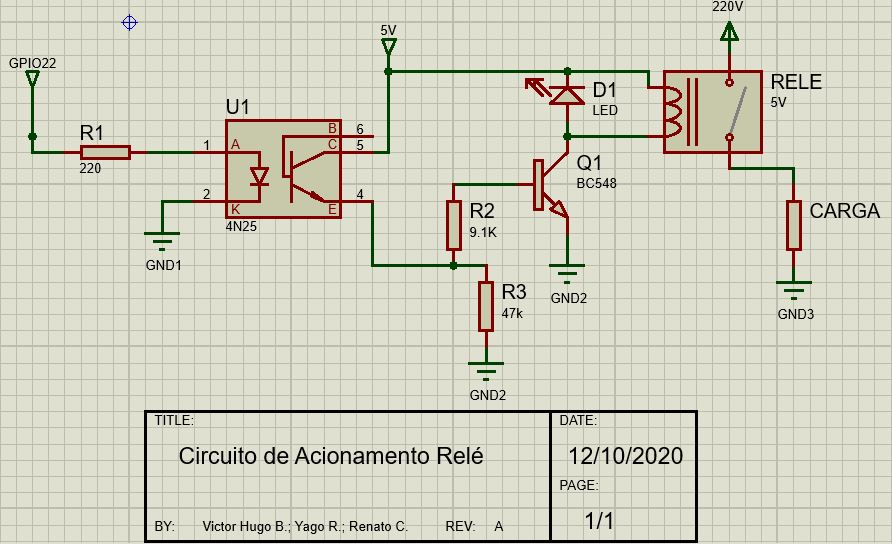 220V
5V
GPIO22
RELE
5V
D1
LED
U1
R1
220
1
A
B
6
C
5
2
K
E
4
4N25
GND1
Q1
BC548
R2
9.1K
CARGA
GND2
R3
47k
GND3
GND2
TITLE:
Circuito de Acionamento Relé
BY: Victor Hugo B.; Yago R.; Renato C. REV: A
DATE:
12/10/2020
PAGE:
1/1